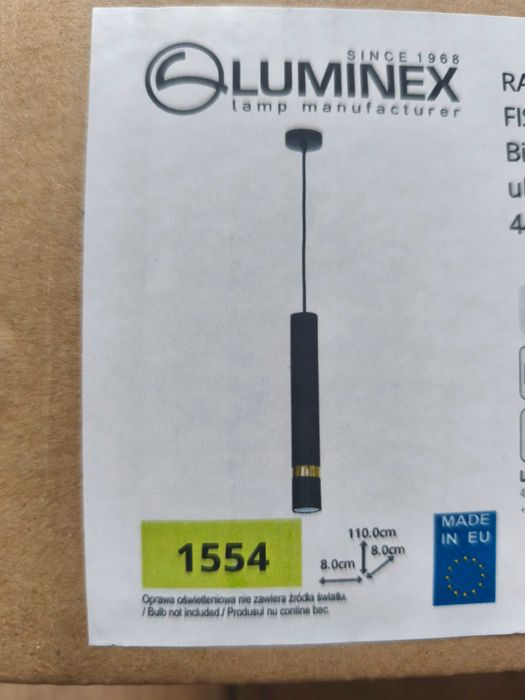 SINCE 1968
LUMINEX
lamp manufacturer
RA
FIS
Bi
ul
4
1554
110.0cm
8.0cm
8.0cm
MADE
IN EU
Oprawa oświetleniowa nie zawiera źródła światła.
/ Bulb not included / Produsul nu contine bec.